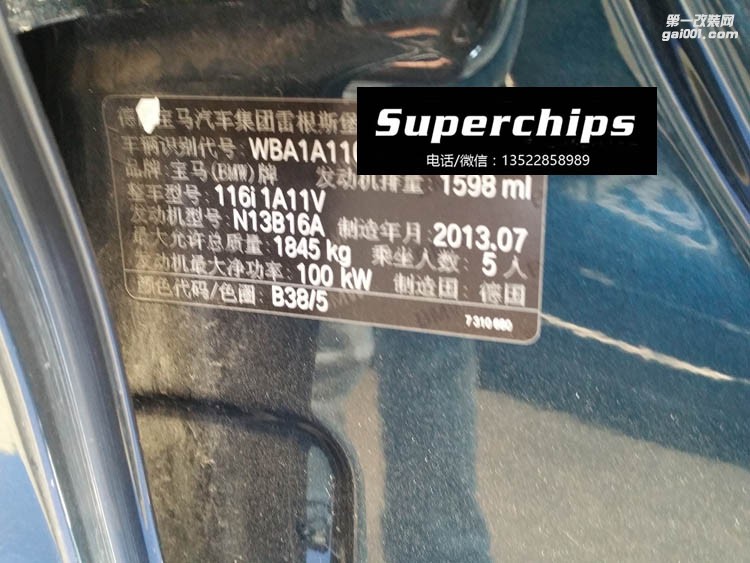 第一改装网
gai001.com
Superchips
电话/微信:13522858989
德 宝马汽车集团雷根斯堡
车辆识别代号: WBA1A110
品牌: 宝马(BMW)牌 发动机排量: 1598 ml
整车型号: 116i 1A11V
发动机型号: N13B16A 制造年月: 2013.07
最大允许总质量: 1845 kg 乘坐人数: 5 人
发动机最大净功率: 100 kW 制造国: 德国
颜色代码/色圈: B38/5
7 310 680